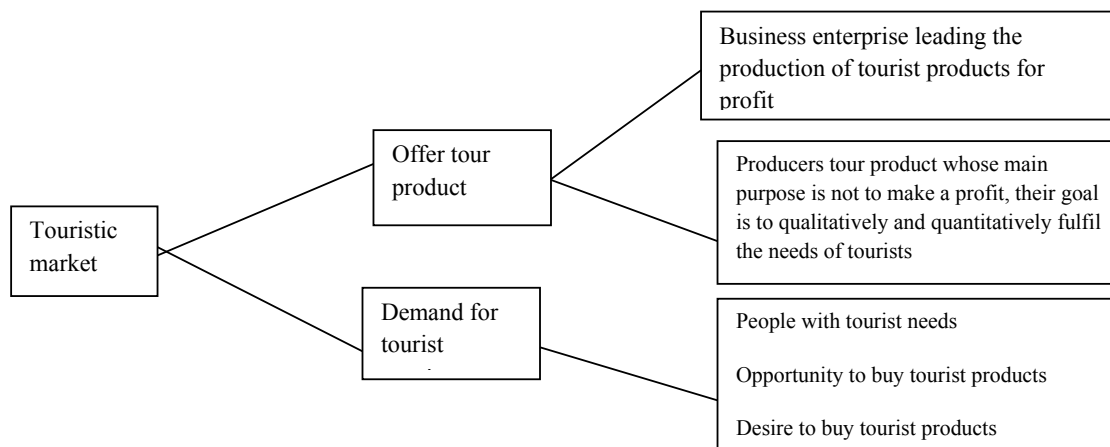 Business enterprise leading the
production of tourist products for
profit
Offer tour
product
Producers tour product whose main
purpose is not to make a profit, their goal
is to qualitatively and quantitatively fulfil
the needs of tourists
Touristic
market
Demand for
tourist
People with tourist needs
Opportunity to buy tourist products
Desire to buy tourist products